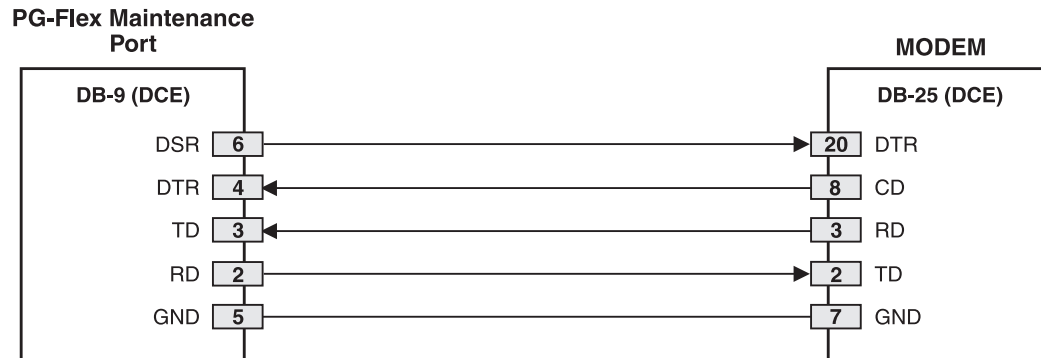 PG-Flex Maintenance
Port
MODEM
DB-9 (DCE)
DB-25 (DCE)
DSR 6 20 DTR
DTR 4 8 CD
TD 3 3 RD
RD 2 2 TD
GND 5 7 GND